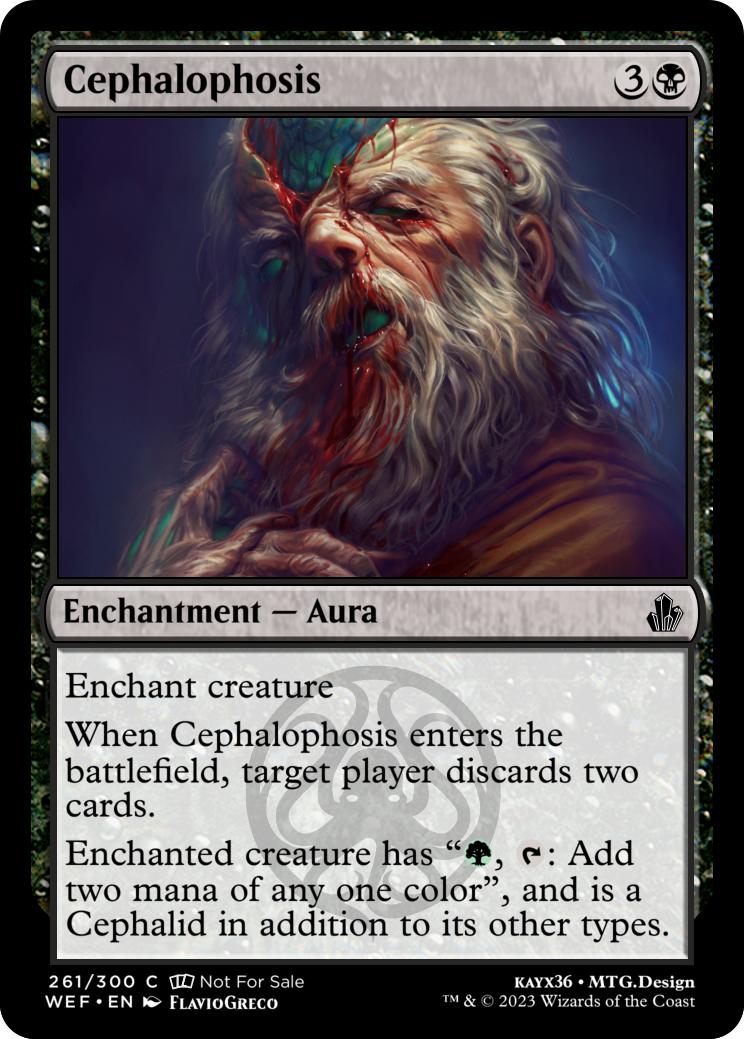 Cephalophosis 3
Enchantment — Aura
Enchant creature
When Cephalophosis enters the
battlefield, target player discards two
cards.
Enchanted creature has “, : Add
two mana of any one color”, and is a
Cephalid in addition to its other types.
261/300 C Not For Sale
WEF • EN FlavioGreco
KAYX36 • MTG.Design
™ & © 2023 Wizards of the Coast